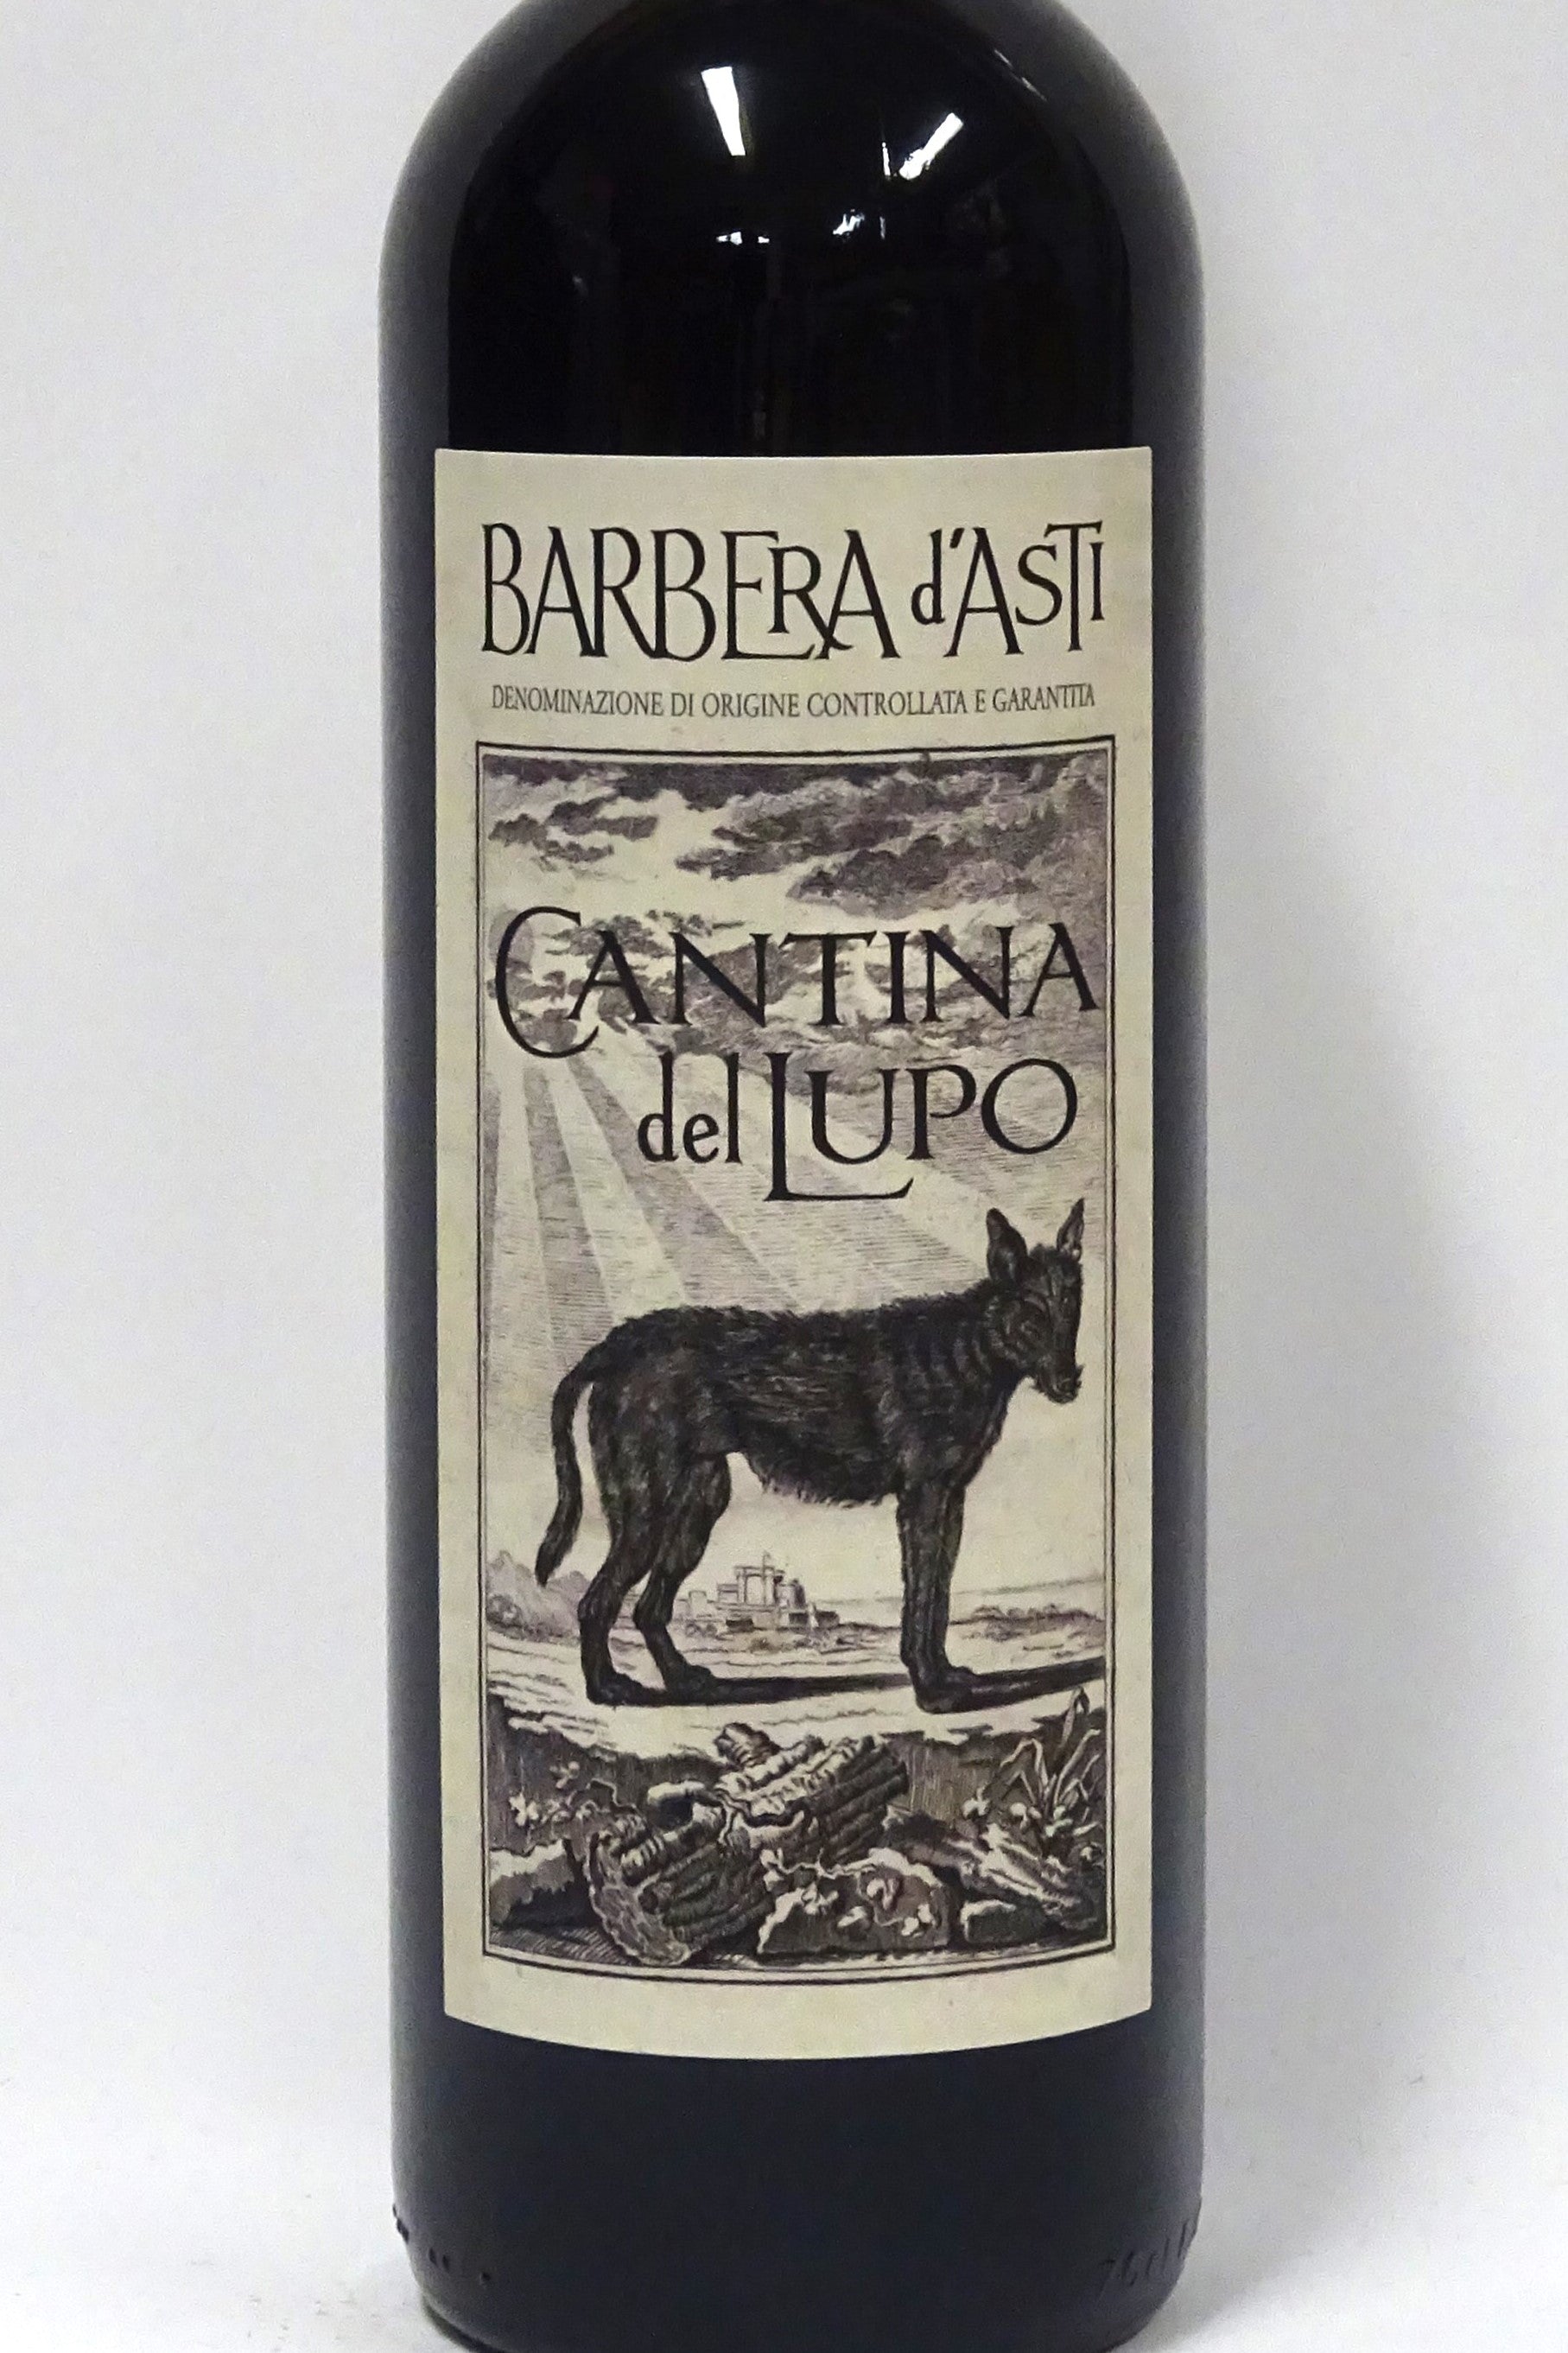 BARBERA d'ASTI
DENOMINAZIONE DI ORIGINE CONTROLLATA E GARANTITA
CANTINA
del LUPO